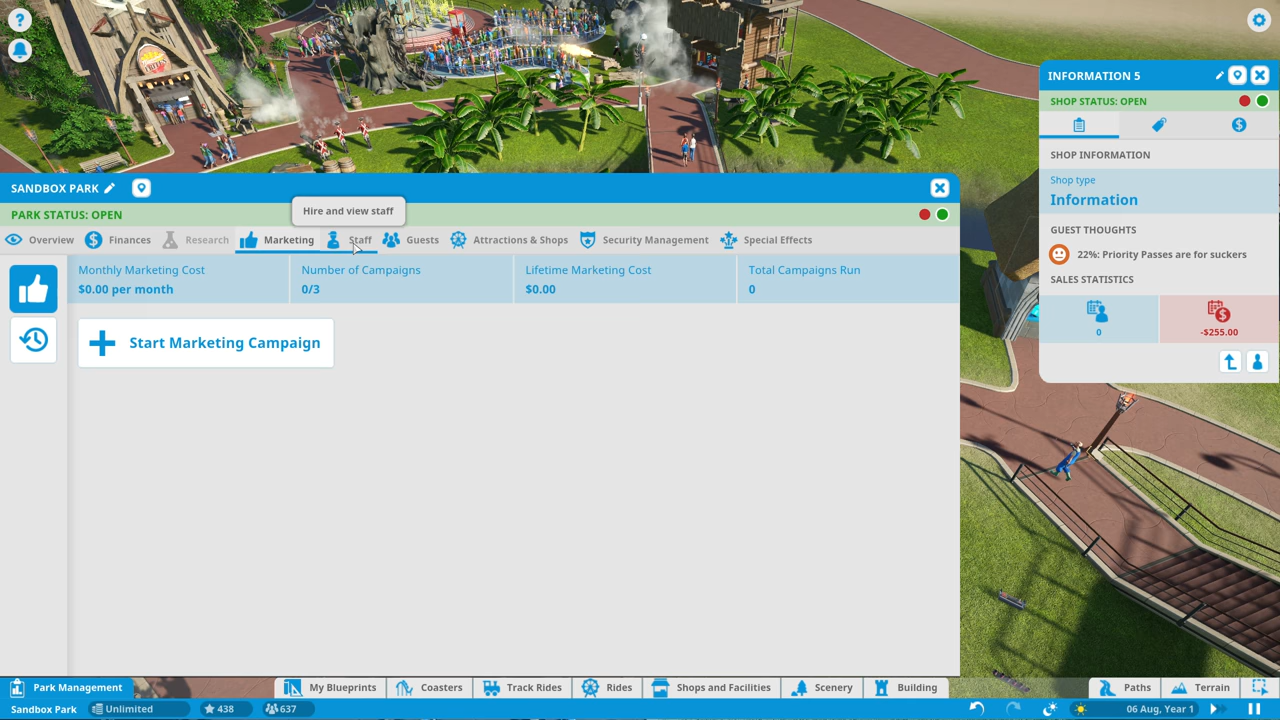 ?
INFORMATION 5
SHOP STATUS: OPEN
SHOP INFORMATION
Shop type
Information
GUEST THOUGHTS
22%: Priority Passes are for suckers
SALES STATISTICS
0
-$255.00
SANDBOX PARK
PARK STATUS: OPEN
Hire and view staff
Overview
Finances
Research
Marketing
Staff
Guests
Attractions & Shops
Security Management
Special Effects
Monthly Marketing Cost
$0.00 per month
Number of Campaigns
0/3
Lifetime Marketing Cost
$0.00
Total Campaigns Run
0
Start Marketing Campaign
Park Management
My Blueprints
Coasters
Track Rides
Rides
Shops and Facilities
Scenery
Building
Paths
Terrain
Sandbox Park
Unlimited
438
637
06 Aug, Year 1